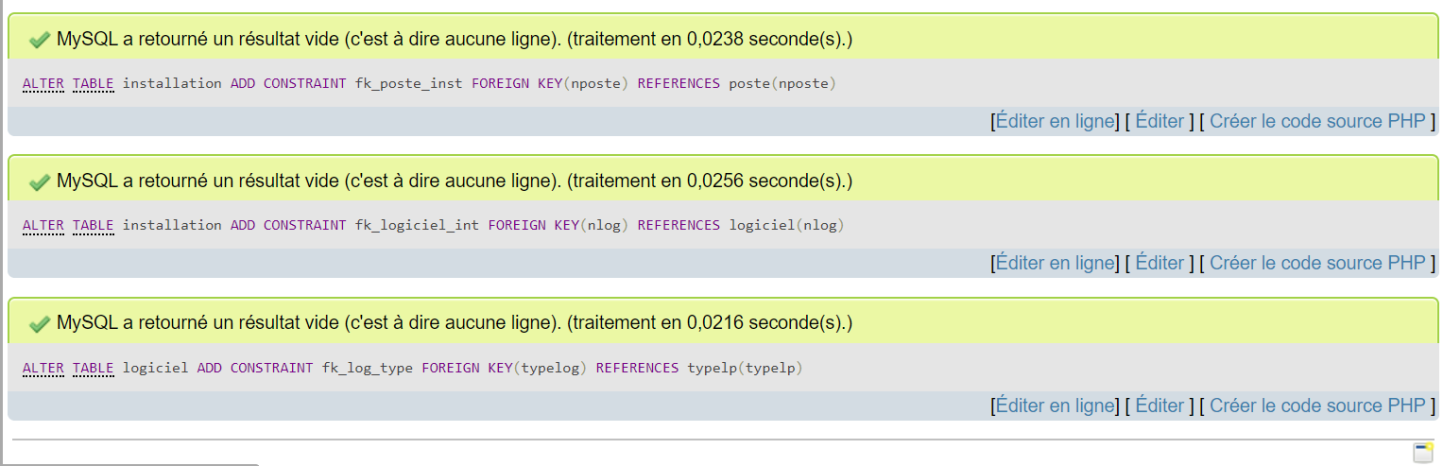 MySQL a retourné un résultat vide (c'est à dire aucune ligne). (traitement en 0,0238 seconde(s).)
ALTER TABLE installation ADD CONSTRAINT fk_poste_inst FOREIGN KEY(nposte) REFERENCES poste(nposte)
[Éditer en ligne] [ Éditer ] [ Créer le code source PHP ]
MySQL a retourné un résultat vide (c'est à dire aucune ligne). (traitement en 0,0256 seconde(s).)
ALTER TABLE installation ADD CONSTRAINT fk_logiciel_int FOREIGN KEY(nlog) REFERENCES logiciel(nlog)
[Éditer en ligne] [ Éditer ] [ Créer le code source PHP ]
MySQL a retourné un résultat vide (c'est à dire aucune ligne). (traitement en 0,0216 seconde(s).)
ALTER TABLE logiciel ADD CONSTRAINT fk_log_type FOREIGN KEY(typelog) REFERENCES typelp(typelp)
[Éditer en ligne] [ Éditer ] [ Créer le code source PHP ]